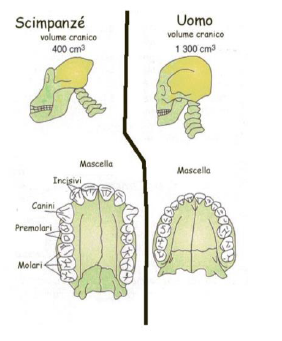 Scimpanzé
volume cranico
400 cm³
Uomo
volume cranico
1 300 cm³
Mascella
Incisivi
Canini
Premolari
Molari
Mascella